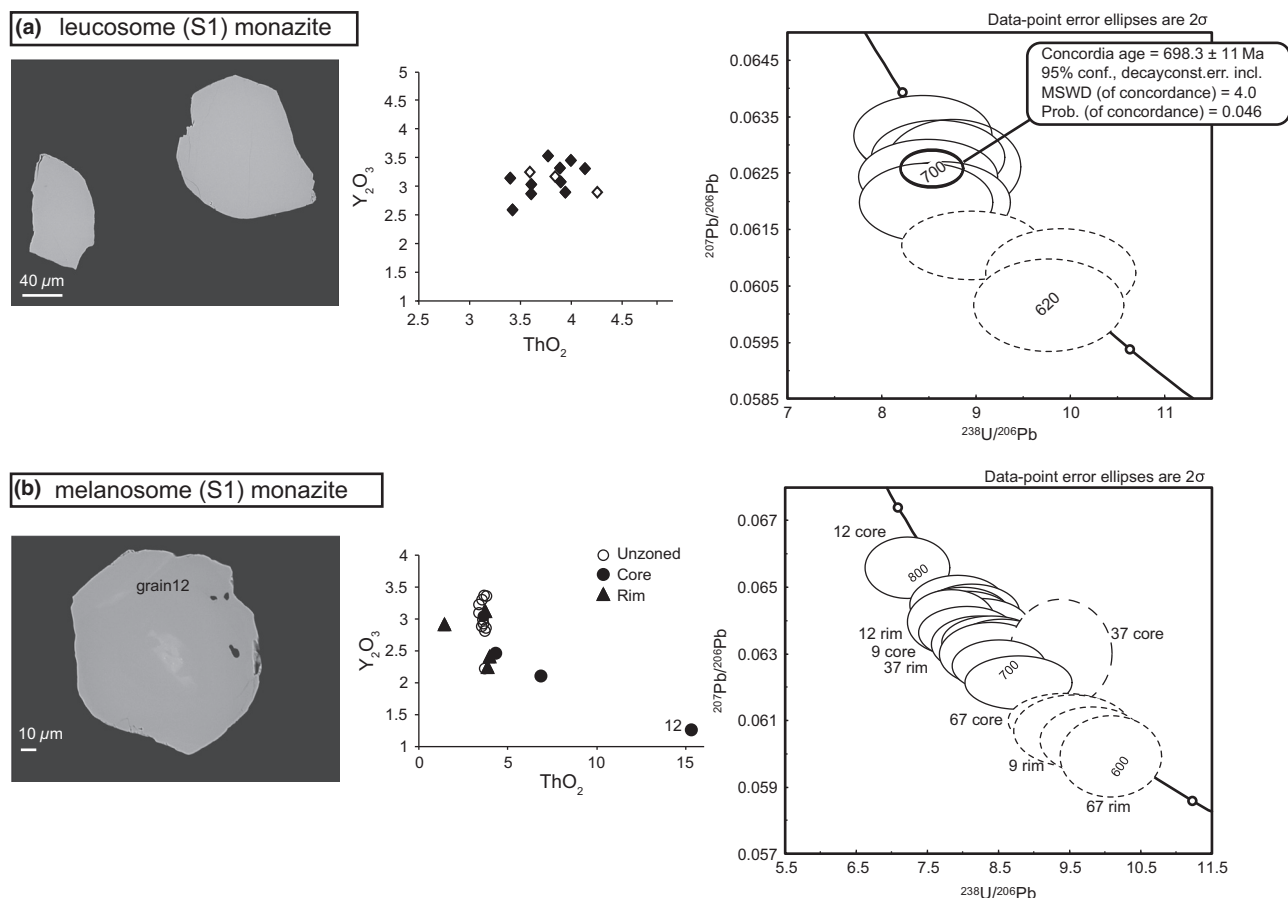 (a) leucosome (S1) monazite
40 µm
5
4.5
4
3.5
3
2.5
2
1.5
1
Y2O3
2.5 3 3.5 4 4.5
ThO2
Data-point error ellipses are 2σ
Concordia age = 698.3 ± 11 Ma
95% conf., decayconst.err. incl.
MSWD (of concordance) = 4.0
Prob. (of concordance) = 0.046
0.0645
0.0635
0.0625
0.0615
0.0605
0.0595
0.0585
207Pb/206Pb
700
620
7 8 9 10 11
238U/206Pb
(b) melanosome (S1) monazite
grain12
10 µm
4
3.5
3
2.5
2
1.5
1
Y2O3
Unzoned
Core
Rim
12
0 5 10 15
ThO2
Data-point error ellipses are 2σ
0.067
0.065
0.063
0.061
0.059
0.057
207Pb/206Pb
12 core
800
12 rim
9 core
37 rim
37 core
700
67 core
9 rim
600
67 rim
5.5 6.5 7.5 8.5 9.5 10.5 11.5
238U/206Pb